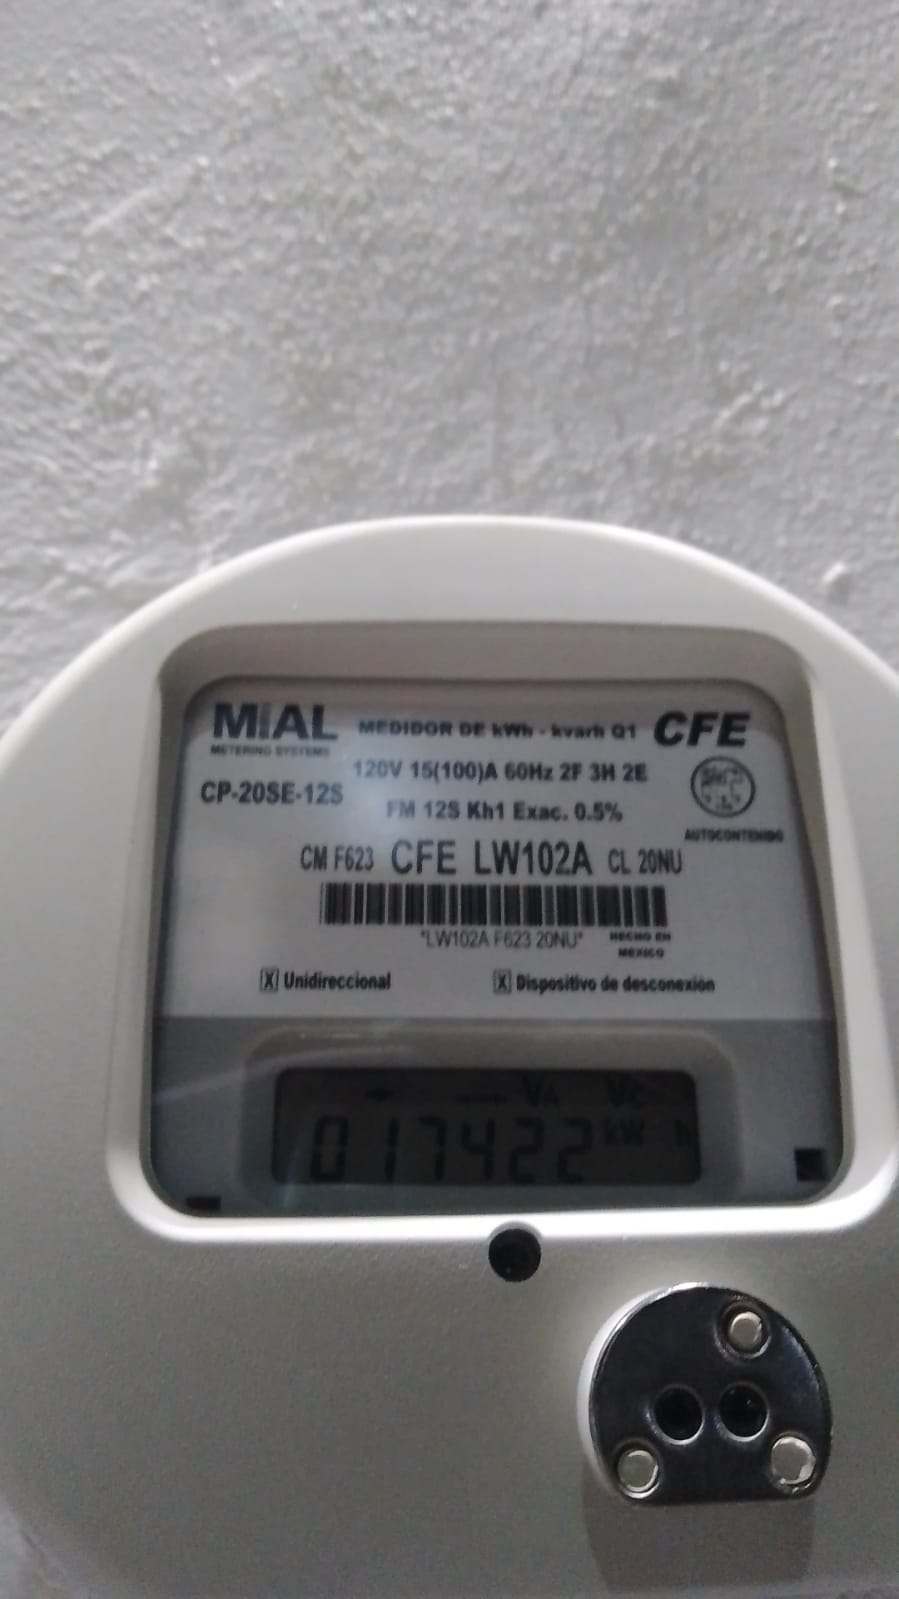 MIAL MEDIDOR DE kWh - kvarh Q1 CFE
METERING SYSTEMS
120V 15(100)A 60Hz 2F 3H 2E
CP-20SE-12S
FM 12S Kh1 Exac. 0.5%
AUTOCONTENIDO
CM F623 CFE LW102A CL 20NU
*LW102A F623 20NU* HECHO EN
MEXICO
X Unidireccional X Dispositivo de desconexión
VA VC
017422 kW h